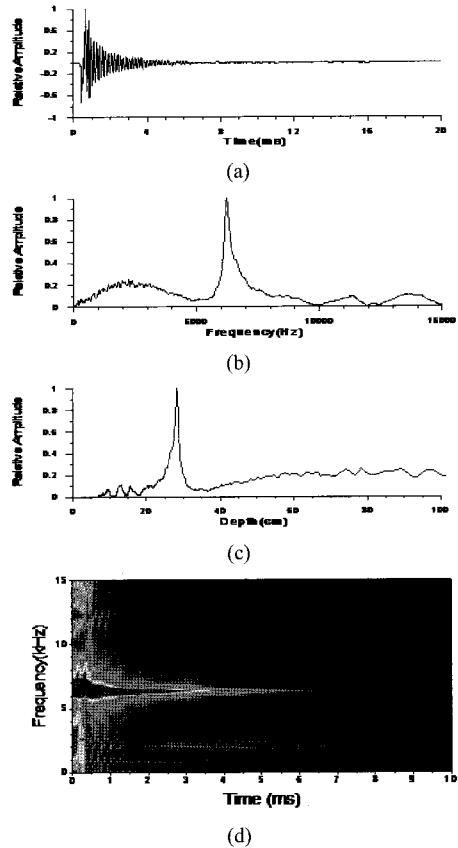 Relative Amplitude
1
0.6
0.2
-0.2
-0.6
-1
0 4 8 12 16 20
Time(ms)
(a)
Relative Amplitude
1
0.8
0.6
0.4
0.2
0
0 5000 10000 15000
Frequency(Hz)
(b)
Relative Amplitude
1
0.8
0.6
0.4
0.2
0
0 20 40 60 80 100
Depth(cm)
(c)
Frequency(kHz)
15
10
5
0
0 1 2 3 4 5 6 7 8 9 10
Time (ms)
(d)